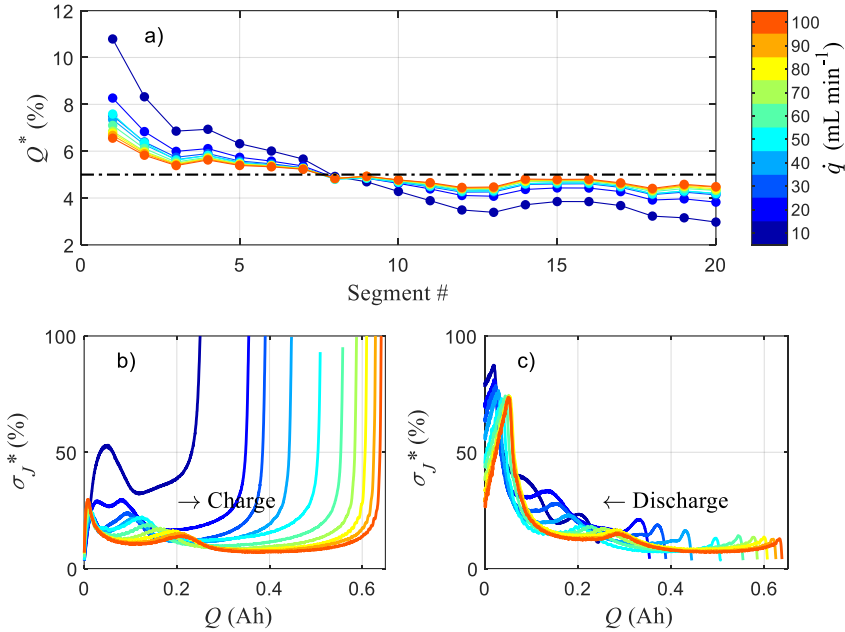 a)
12
10
8
6
4
2
Q* (%)
0
5
10
15
20
Segment #
100
90
80
70
60
50
40
30
20
10
q̇ (mL min⁻¹)
b)
100
50
0
σJ* (%)
→ Charge
0
0.2
0.4
0.6
Q (Ah)
c)
100
50
0
σJ* (%)
← Discharge
0
0.2
0.4
0.6
Q (Ah)